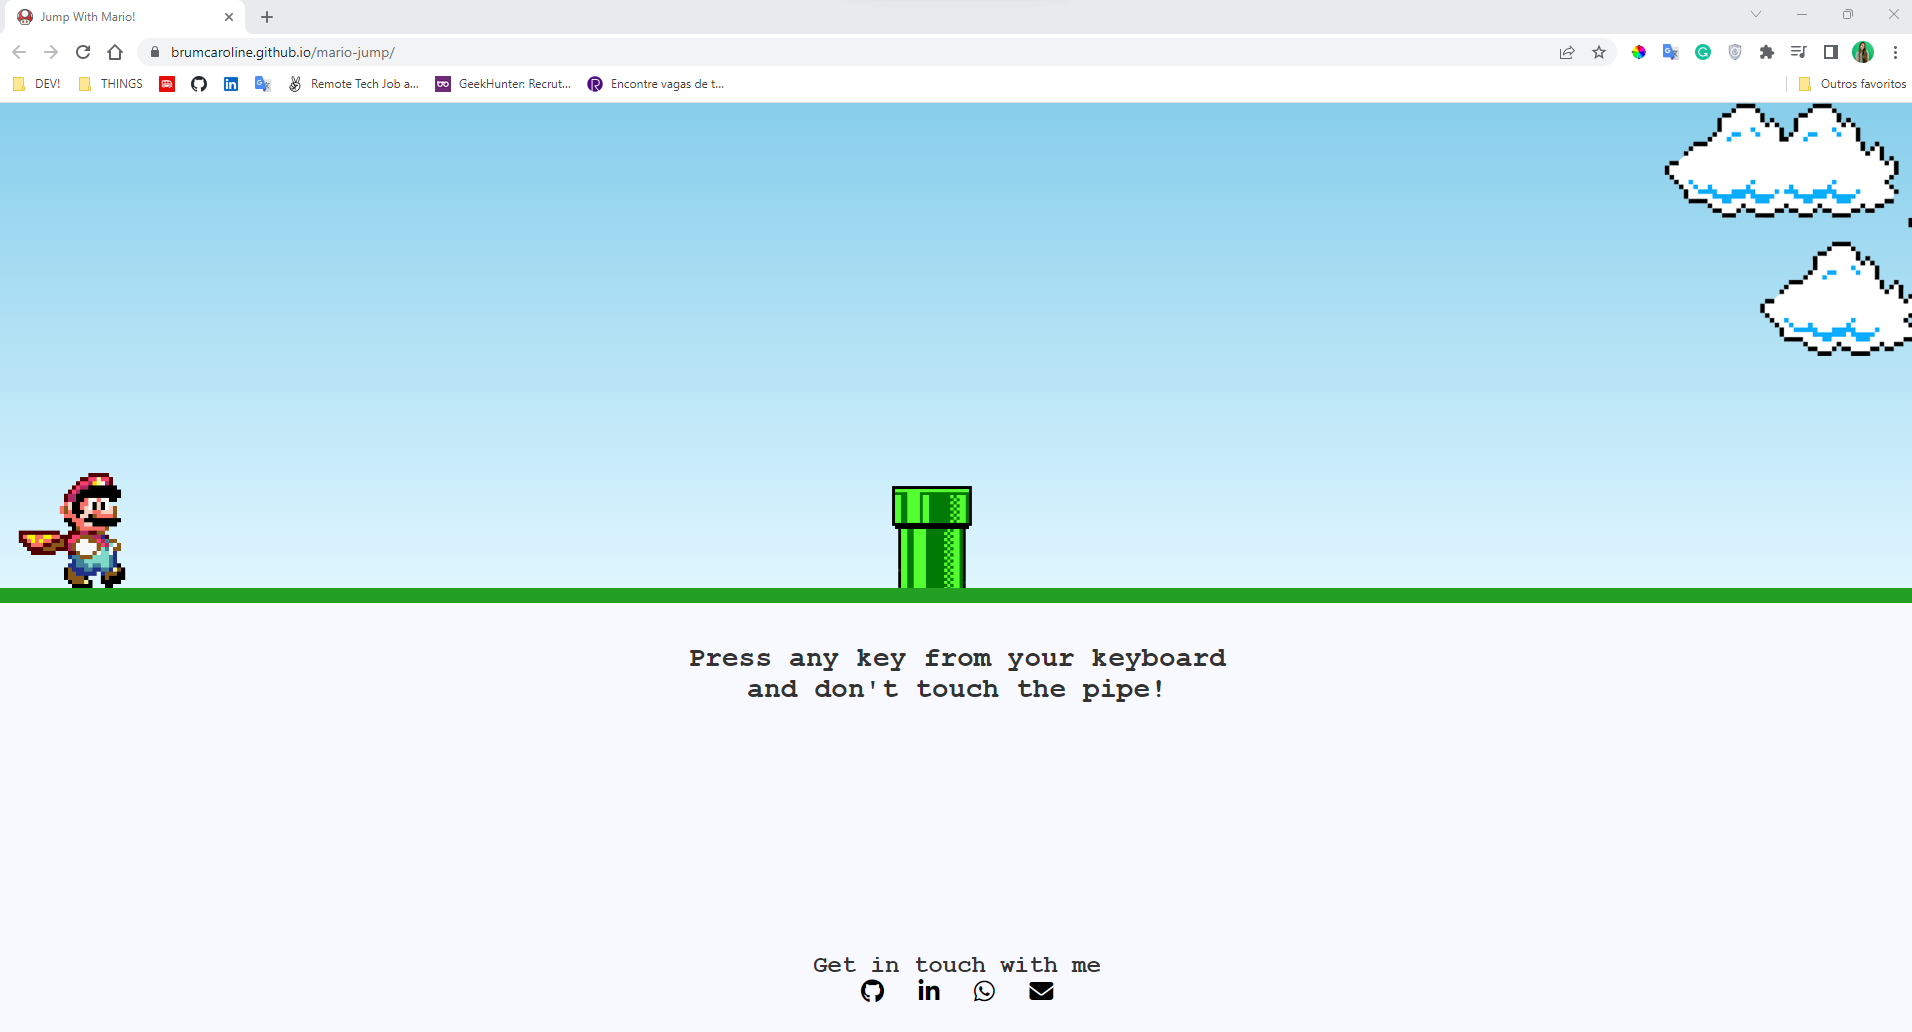 Jump With Mario!
brumcaroline.github.io/mario-jump/
DEV!
THINGS
Remote Tech Job a...
GeekHunter: Recrut...
Encontre vagas de t...
Outros favoritos
Press any key from your keyboard
and don't touch the pipe!
Get in touch with me